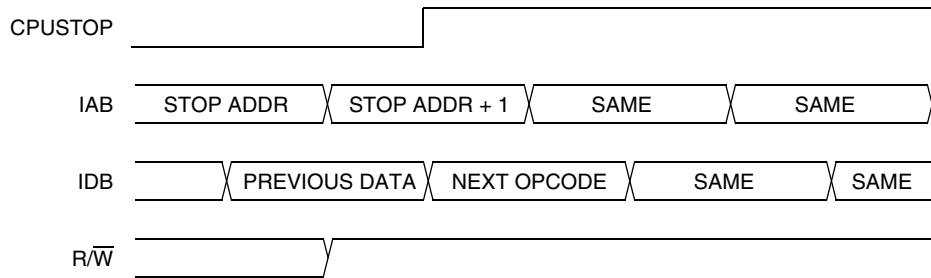 CPUSTOP
IAB STOP ADDR STOP ADDR + 1 SAME SAME
IDB PREVIOUS DATA NEXT OPCODE SAME SAME
R/W̅